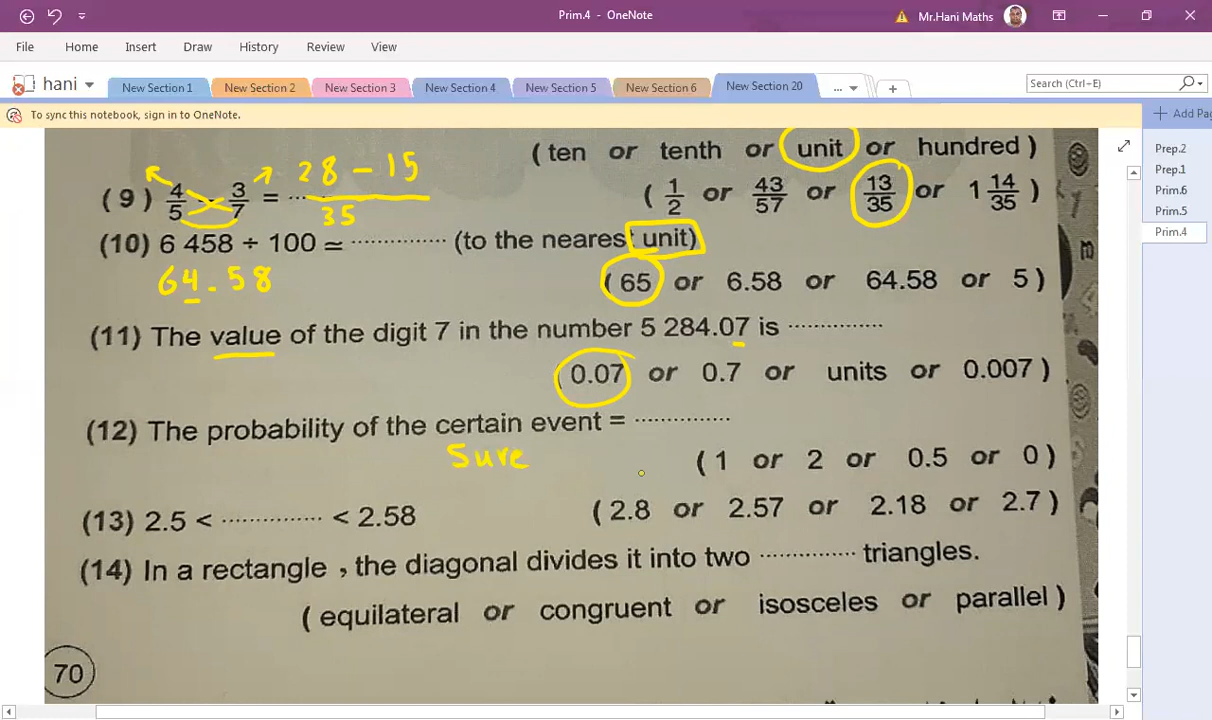 Prim.4 - OneNote
Mr.Hani Maths
File Home Insert Draw History Review View
hani
New Section 1 New Section 2 New Section 3 New Section 4 New Section 5 New Section 6 New Section 20 ... +
Search (Ctrl+E)
To sync this notebook, sign in to OneNote.
Add Pag
Prep.2
Prep.1
Prim.6
Prim.5
Prim.4
( ten or tenth or unit or hundred )
(9) 4/5 - 3/7 = ... 28 - 15 / 35
( 1/2 or 43/57 or 13/35 or 1 14/35 )
(10) 6 458 ÷ 100 ≃ .............. (to the nearest unit)
64.58
( 65 or 6.58 or 64.58 or 5 )
(11) The value of the digit 7 in the number 5 284.07 is ..............
( 0.07 or 0.7 or units or 0.007 )
(12) The probability of the certain event = ..............
Sure
( 1 or 2 or 0.5 or 0 )
(13) 2.5 < .............. < 2.58
( 2.8 or 2.57 or 2.18 or 2.7 )
(14) In a rectangle , the diagonal divides it into two .............. triangles.
( equilateral or congruent or isosceles or parallel )
70